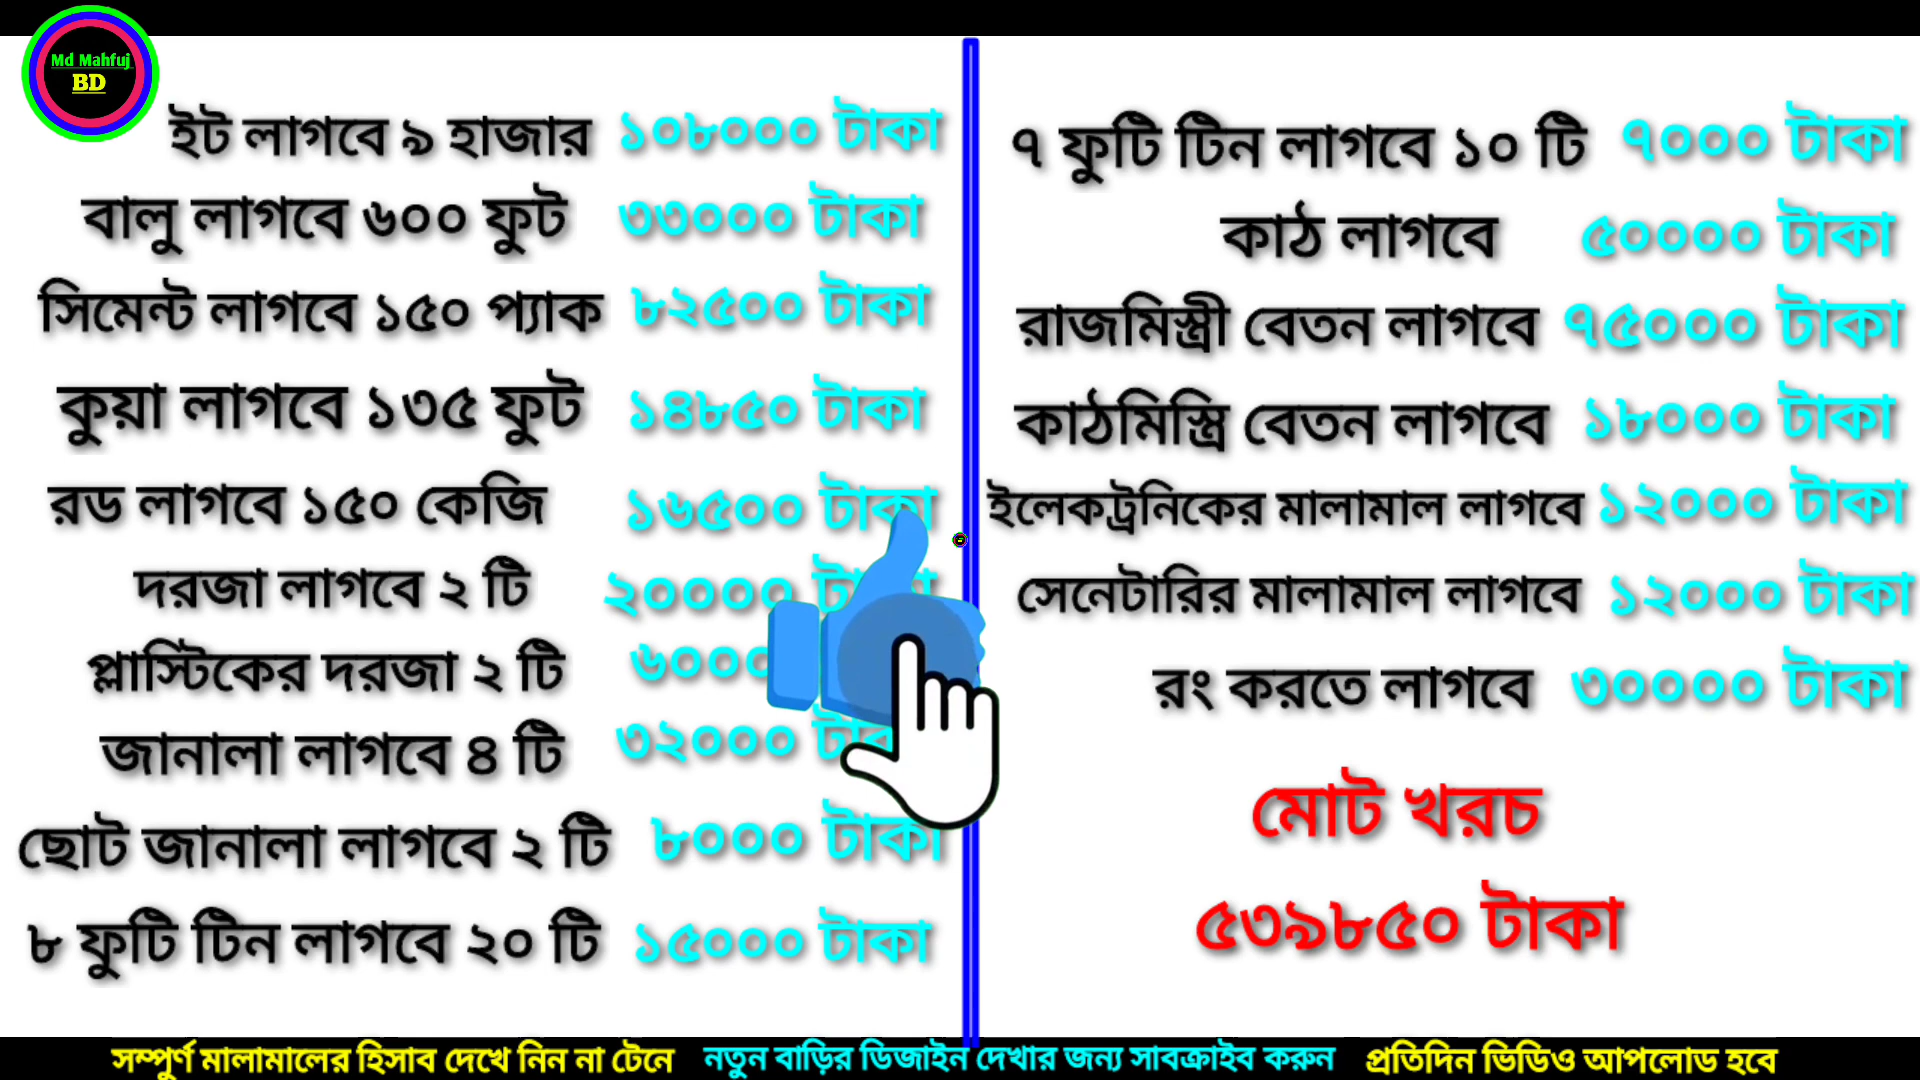 Md Mahfuj
BD
ইট লাগবে ৯ হাজার ১০৮০০০ টাকা
বালু লাগবে ৬০০ ফুট ৩৩০০০ টাকা
সিমেন্ট লাগবে ১৫০ প্যাক ৮২৫০০ টাকা
কুয়া লাগবে ১৩৫ ফুট ১৪৮৫০ টাকা
রড লাগবে ১৫০ কেজি ১৬৫০০ টাকা
দরজা লাগবে ২ টি ২০০০০ টাকা
প্লাস্টিকের দরজা ২ টি ৬০০০
জানালা লাগবে ৪ টি ৩২০০০ টাকা
ছোট জানালা লাগবে ২ টি ৮০০০ টাকা
৮ ফুটি টিন লাগবে ২০ টি ১৫০০০ টাকা
৭ ফুটি টিন লাগবে ১০ টি ৭০০০ টাকা
কাঠ লাগবে ৫০০০০ টাকা
রাজমিস্ত্রী বেতন লাগবে ৭৫০০০ টাকা
কাঠমিস্ত্রি বেতন লাগবে ১৮০০০ টাকা
ইলেকট্রনিকের মালামাল লাগবে ১২০০০ টাকা
সেনেটারির মালামাল লাগবে ১২০০০ টাকা
রং করতে লাগবে ৩০০০০ টাকা
মোট খরচ
৫৩৯৮৫০ টাকা
সম্পুর্ণ মালামালের হিসাব দেখে নিন না টেনে নতুন বাড়ির ডিজাইন দেখার জন্য সাবক্রাইব করুন প্রতিদিন ভিডিও আপলোড হবে